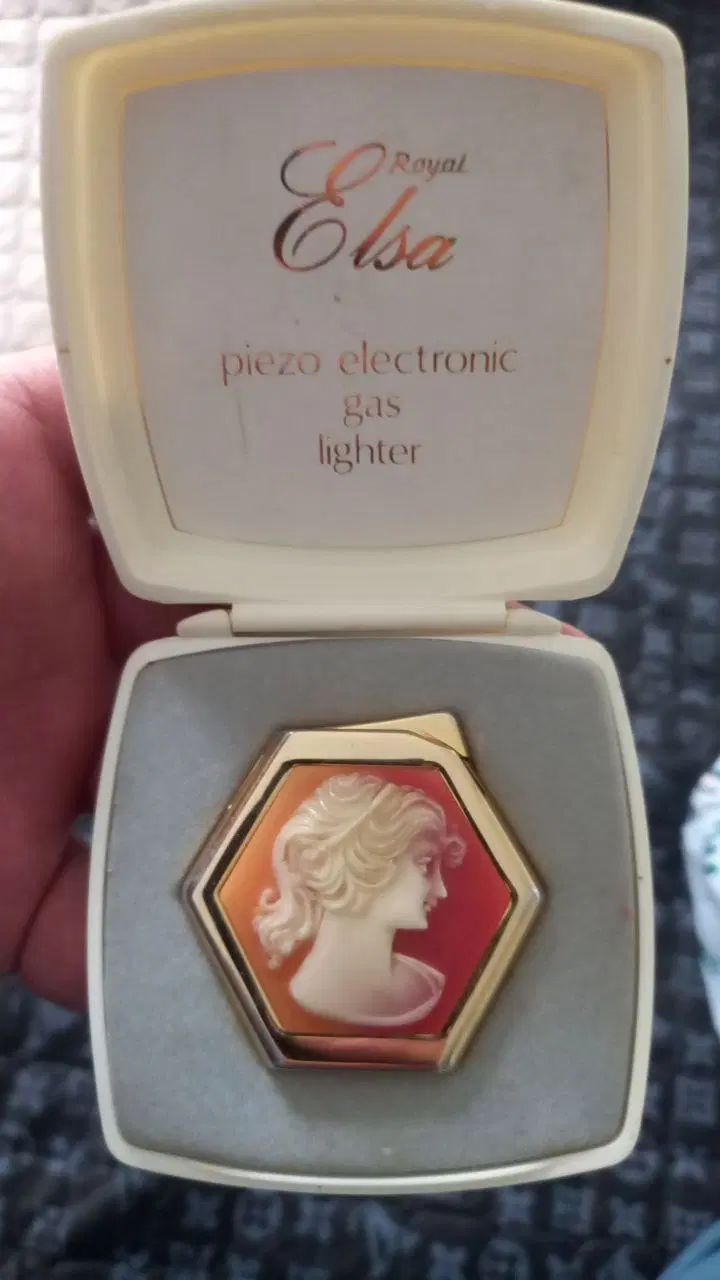 Royal
Elsa
piezo electronic
gas
lighter